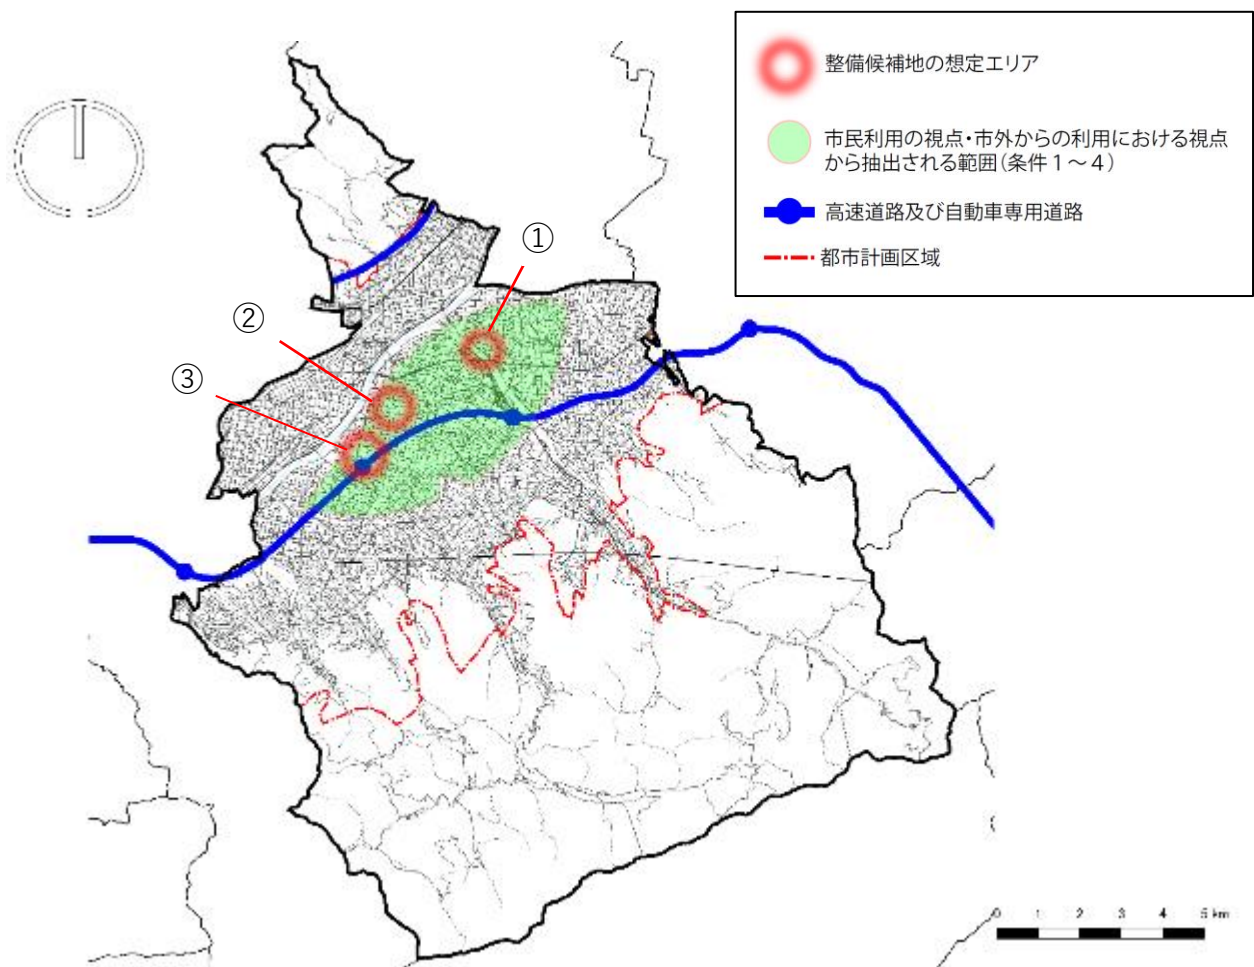 整備候補地の想定エリア
市民利用の視点・市外からの利用における視点
から抽出される範囲(条件1~4)
高速道路及び自動車専用道路
都市計画区域
①
②
③
0 1 2 3 4 5 km